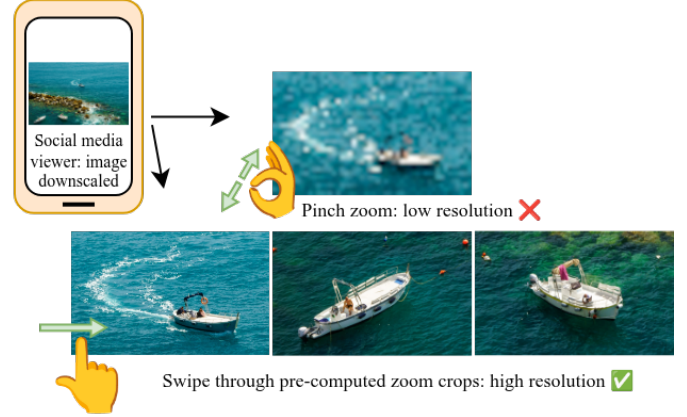 Social media
viewer: image
downscaled
Pinch zoom: low resolution ❌
Swipe through pre-computed zoom crops: high resolution ✅